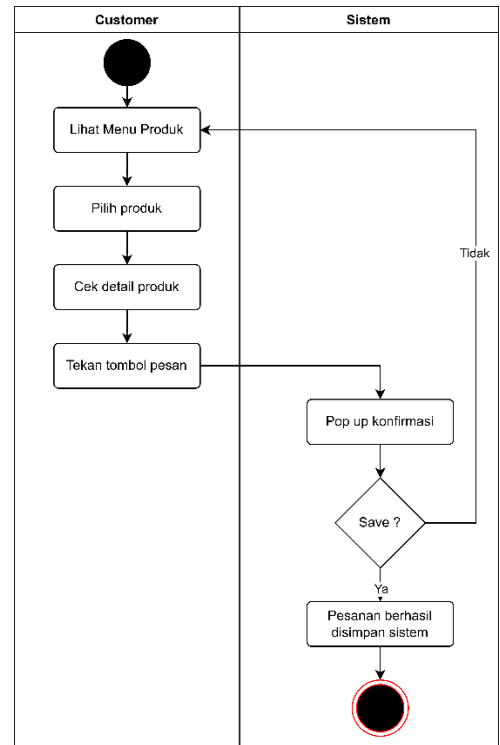 Customer
Sistem
Lihat Menu Produk
Pilih produk
Cek detail produk
Tekan tombol pesan
Tidak
Pop up konfirmasi
Save ?
Ya
Pesanan berhasil
disimpan sistem